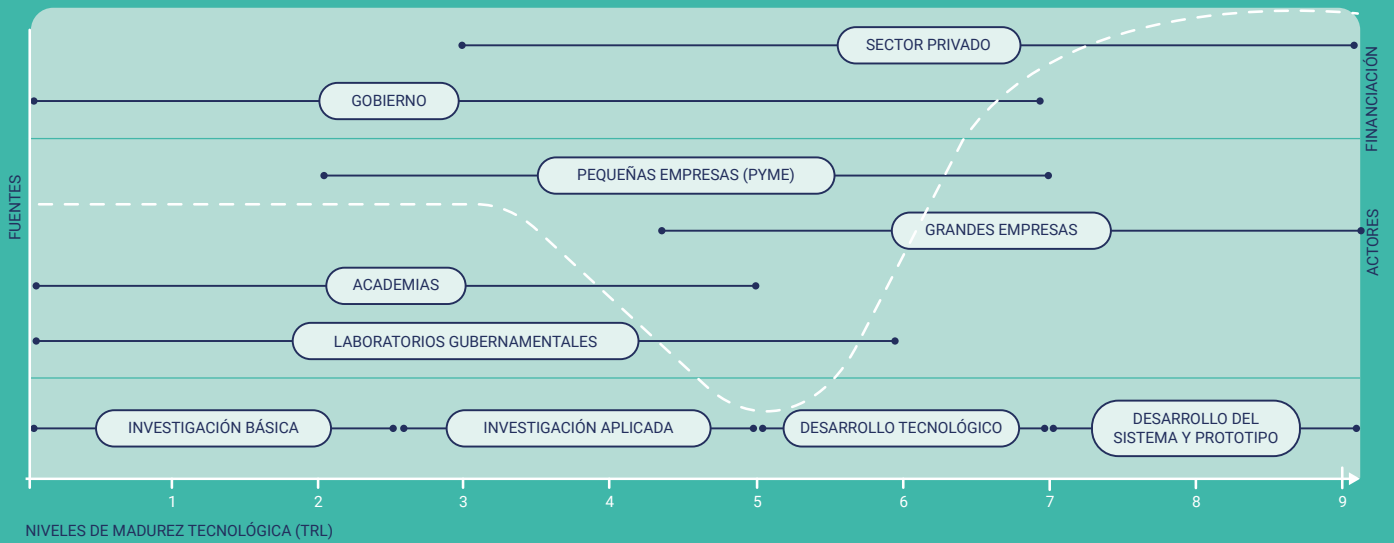 SECTOR PRIVADO
GOBIERNO
FINANCIACIÓN
PEQUEÑAS EMPRESAS (PYME)
FUENTES
GRANDES EMPRESAS
ACTORES
ACADEMIAS
LABORATORIOS GUBERNAMENTALES
INVESTIGACIÓN BÁSICA
INVESTIGACIÓN APLICADA
DESARROLLO TECNOLÓGICO
DESARROLLO DEL
SISTEMA Y PROTOTIPO
1 2 3 4 5 6 7 8 9
NIVELES DE MADUREZ TECNOLÓGICA (TRL)